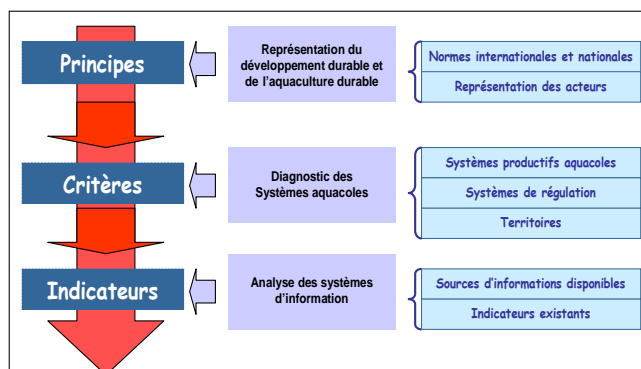 Principes
Représentation du
développement durable et
de l'aquaculture durable
Normes internationales et nationales
Représentation des acteurs
Critères
Diagnostic des
Systèmes aquacoles
Systèmes productifs aquacoles
Systèmes de régulation
Territoires
Indicateurs
Analyse des systèmes
d'information
Sources d'informations disponibles
Indicateurs existants